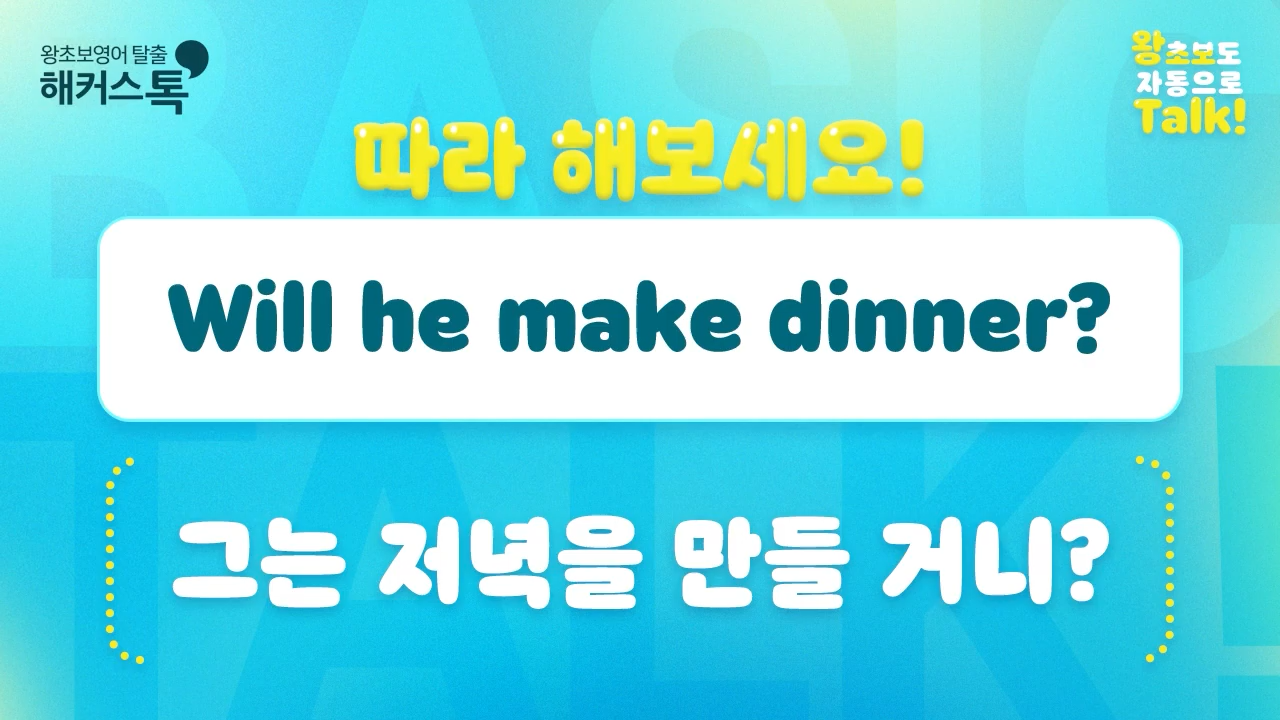 왕초보영어 탈출
해커스톡
왕초보도
자동으로
Talk!
따라 해보세요!
Will he make dinner?
그는 저녁을 만들 거니?
BASIC
TALK!